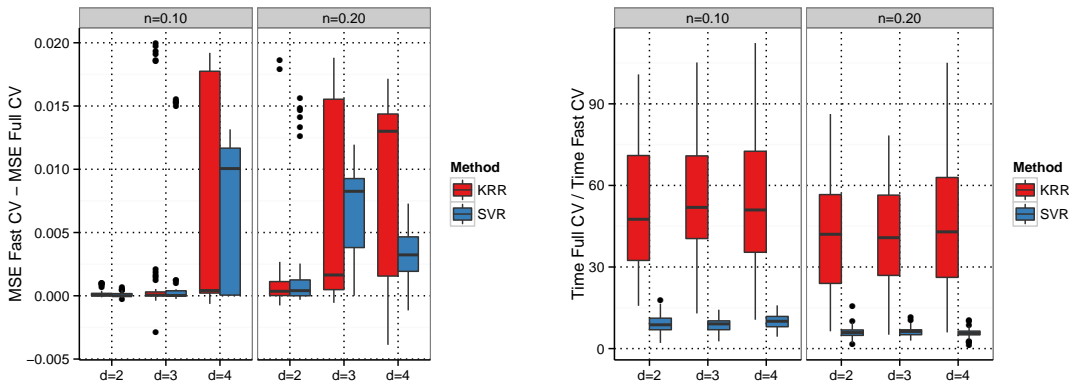 n=0.10
n=0.20
MSE Fast CV − MSE Full CV
0.020
0.015
0.010
0.005
0.000
−0.005
d=2
d=3
d=4
d=2
d=3
d=4
Method
KRR
SVR
n=0.10
n=0.20
Time Full CV / Time Fast CV
90
60
30
0
d=2
d=3
d=4
d=2
d=3
d=4
Method
KRR
SVR